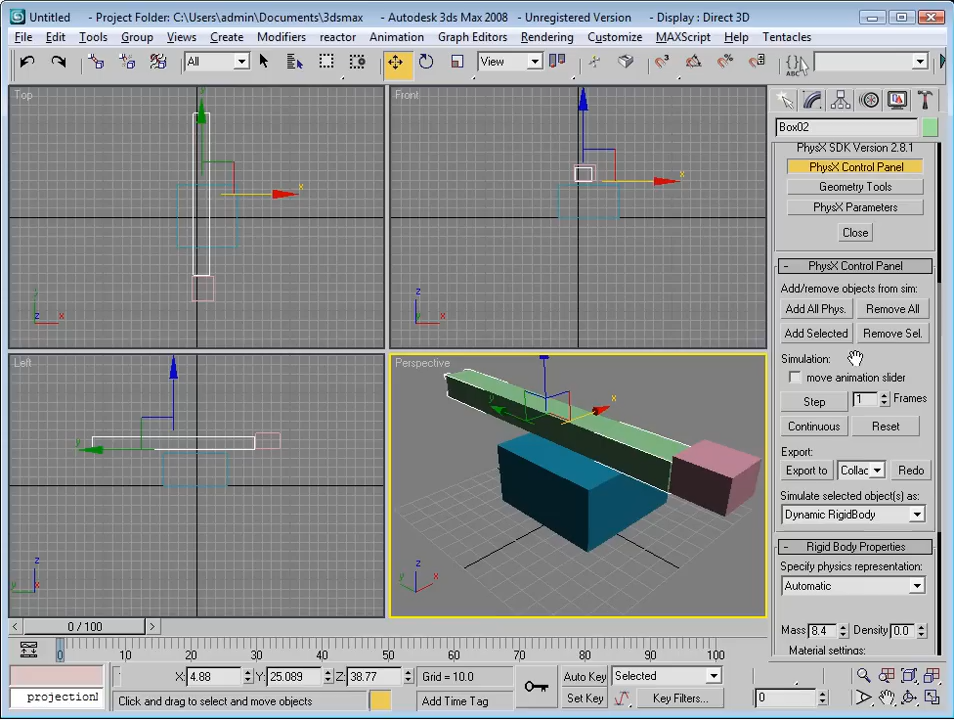 Untitled - Project Folder: C:\Users\admin\Documents\3dsmax - Autodesk 3ds Max 2008 - Unregistered Version - Display : Direct 3D
File Edit Tools Group Views Create Modifiers reactor Animation Graph Editors Rendering Customize MAXScript Help Tentacles
All View ABC
Top
y
x
y
z x
Front
x
z
x
Box02
PhysX SDK Version 2.8.1
PhysX Control Panel
Geometry Tools
PhysX Parameters
Close
- PhysX Control Panel
Add/remove objects from sim:
Add All Phys. Remove All
Add Selected Remove Sel.
Simulation:
move animation slider
Step 1 Frames
Continuous Reset
Export:
Export to Collac Redo
Simulate selected object(s) as:
Dynamic RigidBody
- Rigid Body Properties
Specify physics representation:
Automatic
Mass 8.4 Density 0.0
Material settings:
Left
y
z
y x
Perspective
y
x
z
y x
< 0 / 100 >
0 10 20 30 40 50 60 70 80 90 100
X: 4.88 Y: 25.089 Z: 38.77 Grid = 10.0 Auto Key Selected
projectionI Click and drag to select and move objects Add Time Tag Set Key Key Filters... 0